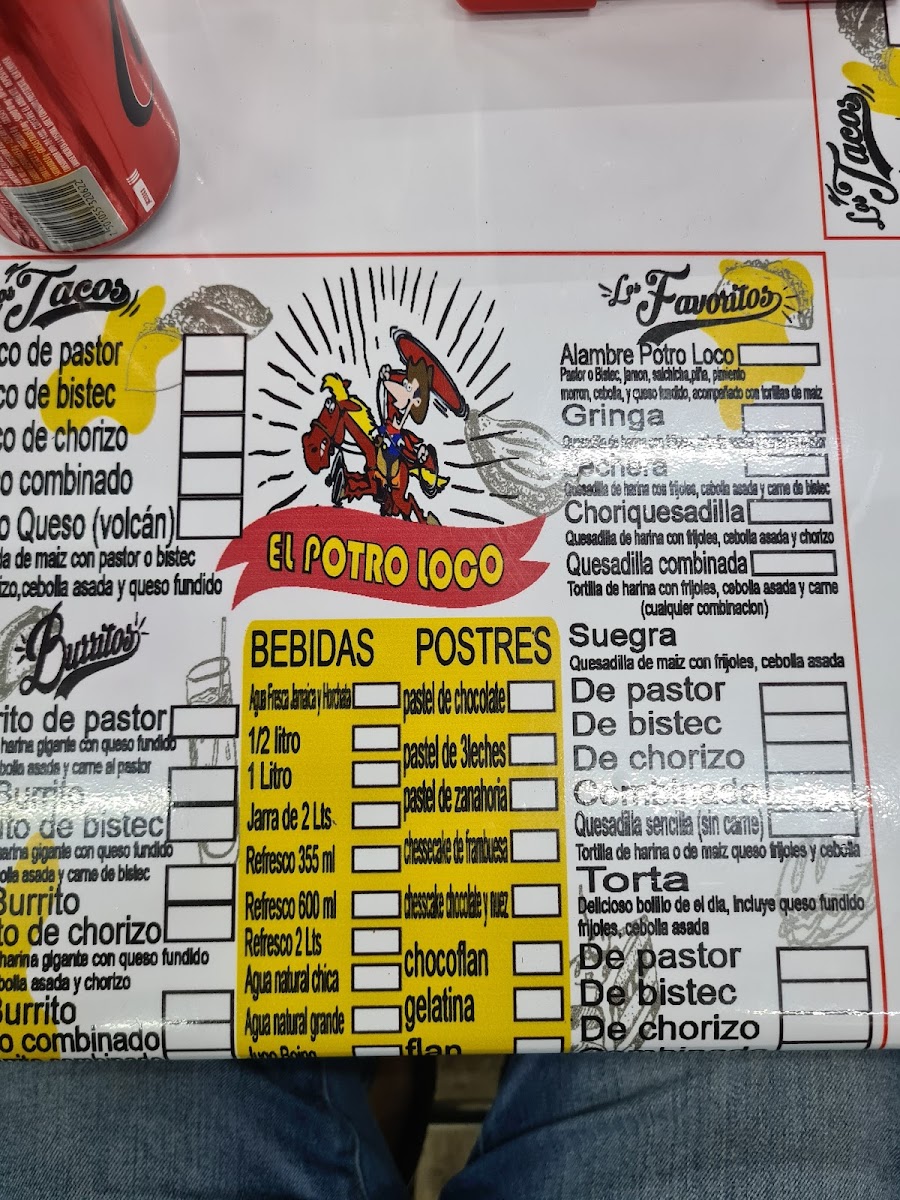 Los
Tacos
Tacos
co de pastor
co de bistec
co de chorizo
o combinado
o Queso (volcán)
da de maiz con pastor o bistec
izo,cebolla asada y queso fundido
Burritos
rito de pastor
harina gigante con queso fundido
bolla asada y carne al pastor
Burrito
ito de bistec
harina gigante con queso fundido
bolla asada y carne de bistec
Burrito
to de chorizo
harina gigante con queso fundido
bolla asada y chorizo
Burrito
o combinado
EL POTRO LOCO
BEBIDAS
Agua Fresca Jamaica y Horchata
1/2 litro
1 Litro
Jarra de 2 Lts
Refresco 355 ml
Refresco 600 ml
Refresco 2 Lts
Agua natural chica
Agua natural grande
POSTRES
pastel de chocolate
pastel de 3leches
pastel de zanahoria
chessecake de frambuesa
chesscake chocolate y nuez
chocoflan
gelatina
flan
Los
Favoritos
Alambre Potro Loco
Pastor o Bistec, jamon, salchicha,piña, pimiento
morron, cebolla, y queso fundido, acompañado con tortillas de maiz
Gringa
Lechera
Quesadilla de harina con frijoles, cebolla asada y carne de bistec
Choriquesadilla
Quesadilla de harina con frijoles, cebolla asada y chorizo
Quesadilla combinada
Tortilla de harina con frijoles, cebolla asada y carne
(cualquier combinacion)
Suegra
Quesadilla de maiz con frijoles, cebolla asada
De pastor
De bistec
De chorizo
Combinada
Quesadilla sencilla (sin carne)
Tortilla de harina o de maiz queso frijoles y cebolla
Torta
Delicioso bolillo de el dia, incluye queso fundido
frijoles, cebolla asada
De pastor
De bistec
De chorizo